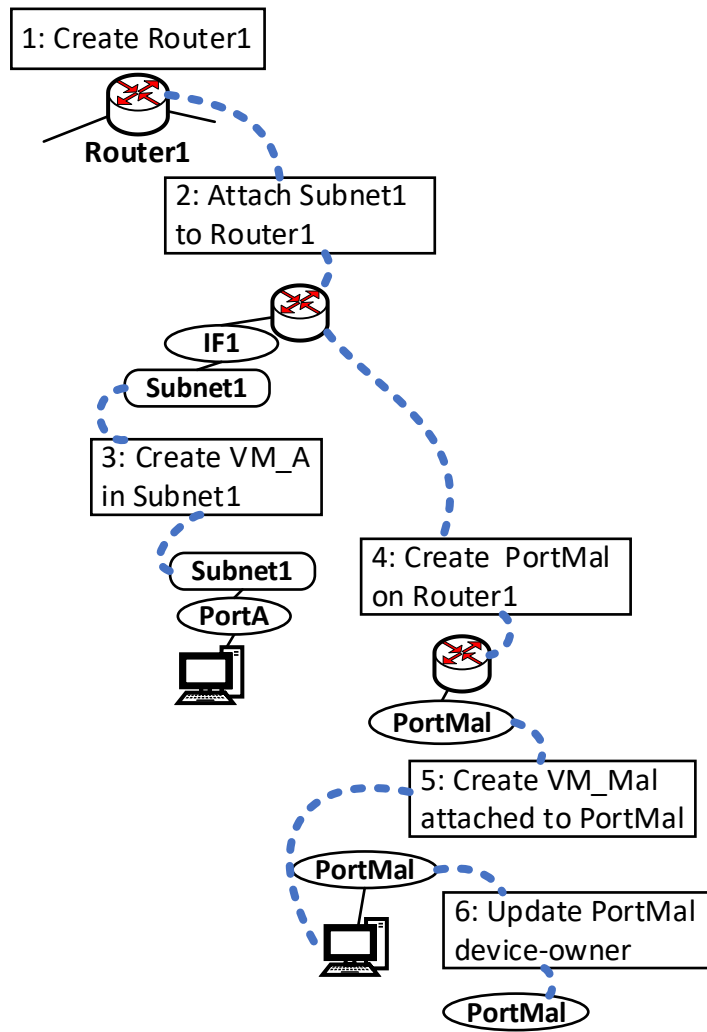 1: Create Router1
Router1
2: Attach Subnet1
to Router1
IF1
Subnet1
3: Create VM_A
in Subnet1
Subnet1
PortA
4: Create PortMal
on Router1
PortMal
5: Create VM_Mal
attached to PortMal
PortMal
6: Update PortMal
device-owner
PortMal